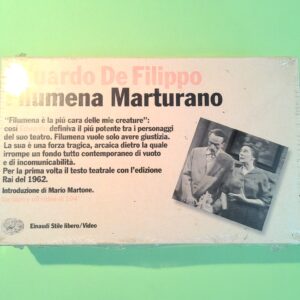 Eduardo De Filippo
Filumena Marturano
"Filumena è la più cara delle mie creature":
così definiva il più potente tra i personaggi
del suo teatro. Filumena vuole solo avere giustizia.
La sua è una forza tragica, arcaica dietro la quale
irrompe un fondo tutto contemporaneo di vuoto
e di incomunicabilità.
Per la prima volta il testo teatrale con l'edizione
Rai del 1962.
Introduzione di Mario Martone.
Einaudi Stile libero/Video